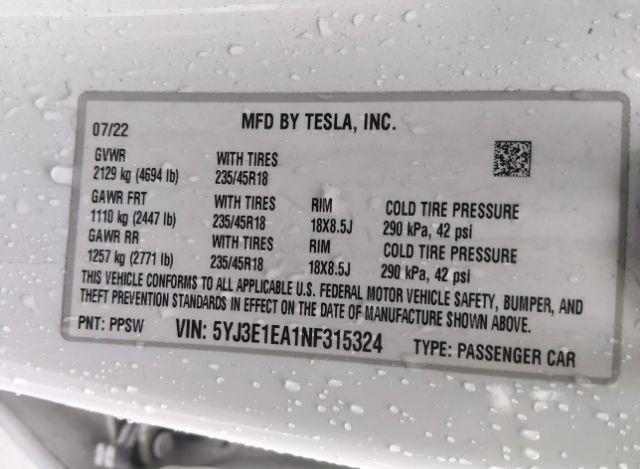 07/22 MFD BY TESLA, INC.
GVWR WITH TIRES
2129 kg (4694 lb) 235/45R18
GAWR FRT WITH TIRES RIM COLD TIRE PRESSURE
1110 kg (2447 lb) 235/45R18 18X8.5J 290 kPa, 42 psi
GAWR RR WITH TIRES RIM COLD TIRE PRESSURE
1257 kg (2771 lb) 235/45R18 18X8.5J 290 kPa, 42 psi
THIS VEHICLE CONFORMS TO ALL APPLICABLE U.S. FEDERAL MOTOR VEHICLE SAFETY, BUMPER, AND
THEFT PREVENTION STANDARDS IN EFFECT ON THE DATE OF MANUFACTURE SHOWN ABOVE.
PNT: PPSW VIN: 5YJ3E1EA1NF315324 TYPE: PASSENGER CAR